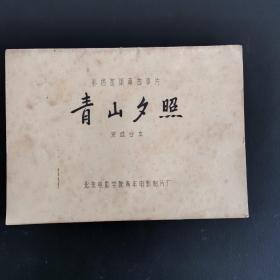 彩色宽银幕故事片
青山夕照
完成台本
北京电影学院青年电影制片厂